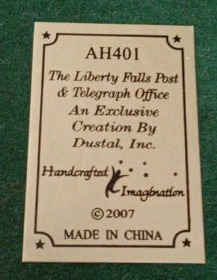 AH401
The Liberty Falls Post
& Telegraph Office
An Exclusive
Creation By
Dustal, Inc.
Handcrafted
Imagination
© 2007
MADE IN CHINA